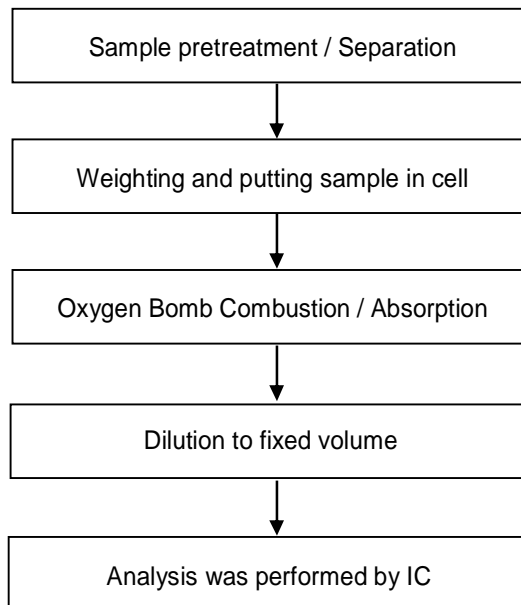 Sample pretreatment / Separation
Weighting and putting sample in cell
Oxygen Bomb Combustion / Absorption
Dilution to fixed volume
Analysis was performed by IC